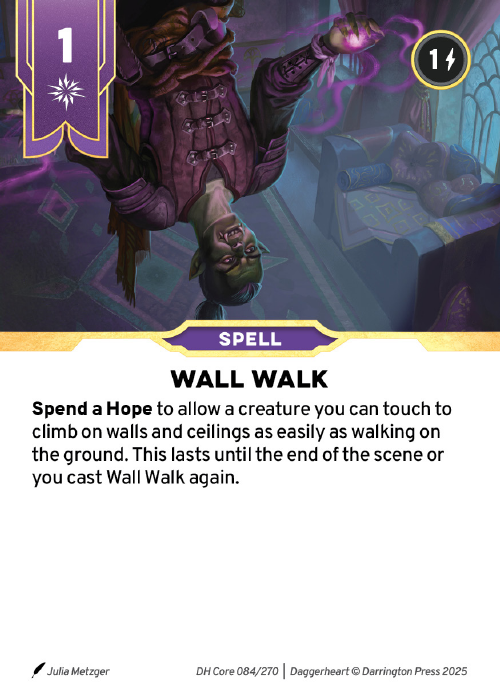 1
1
SPELL
WALL WALK
Spend a Hope to allow a creature you can touch to
climb on walls and ceilings as easily as walking on
the ground. This lasts until the end of the scene or
you cast Wall Walk again.
Julia Metzger
DH Core 084/270 | Daggerheart © Darrington Press 2025